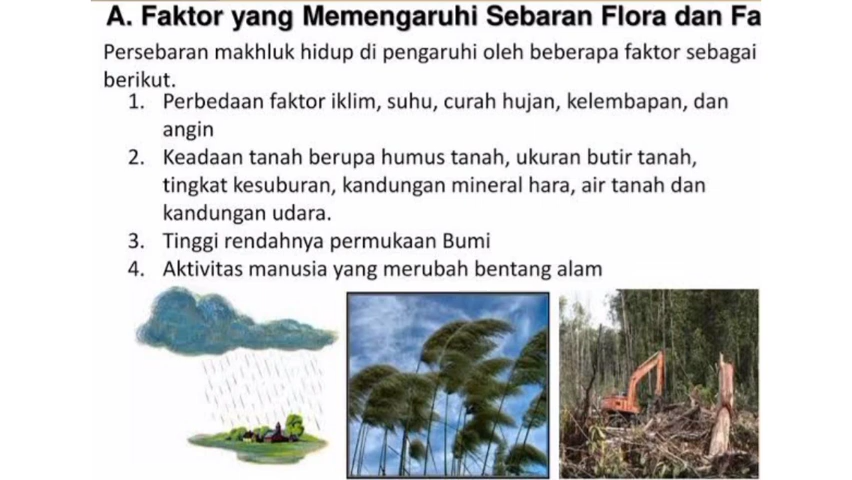 A. Faktor yang Memengaruhi Sebaran Flora dan Fa
Persebaran makhluk hidup di pengaruhi oleh beberapa faktor sebagai
berikut.
1. Perbedaan faktor iklim, suhu, curah hujan, kelembapan, dan
angin
2. Keadaan tanah berupa humus tanah, ukuran butir tanah,
tingkat kesuburan, kandungan mineral hara, air tanah dan
kandungan udara.
3. Tinggi rendahnya permukaan Bumi
4. Aktivitas manusia yang merubah bentang alam